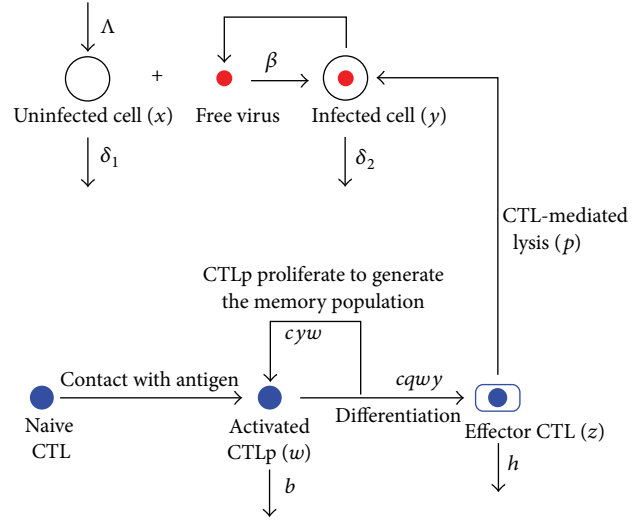 Λ
+
β
Uninfected cell (x)
Free virus
Infected cell (y)
δ1
δ2
CTL-mediated
lysis (p)
CTLp proliferate to generate
the memory population
cyw
Contact with antigen
cqwy
Differentiation
Naive
CTL
Activated
CTLp (w)
Effector CTL (z)
b
h